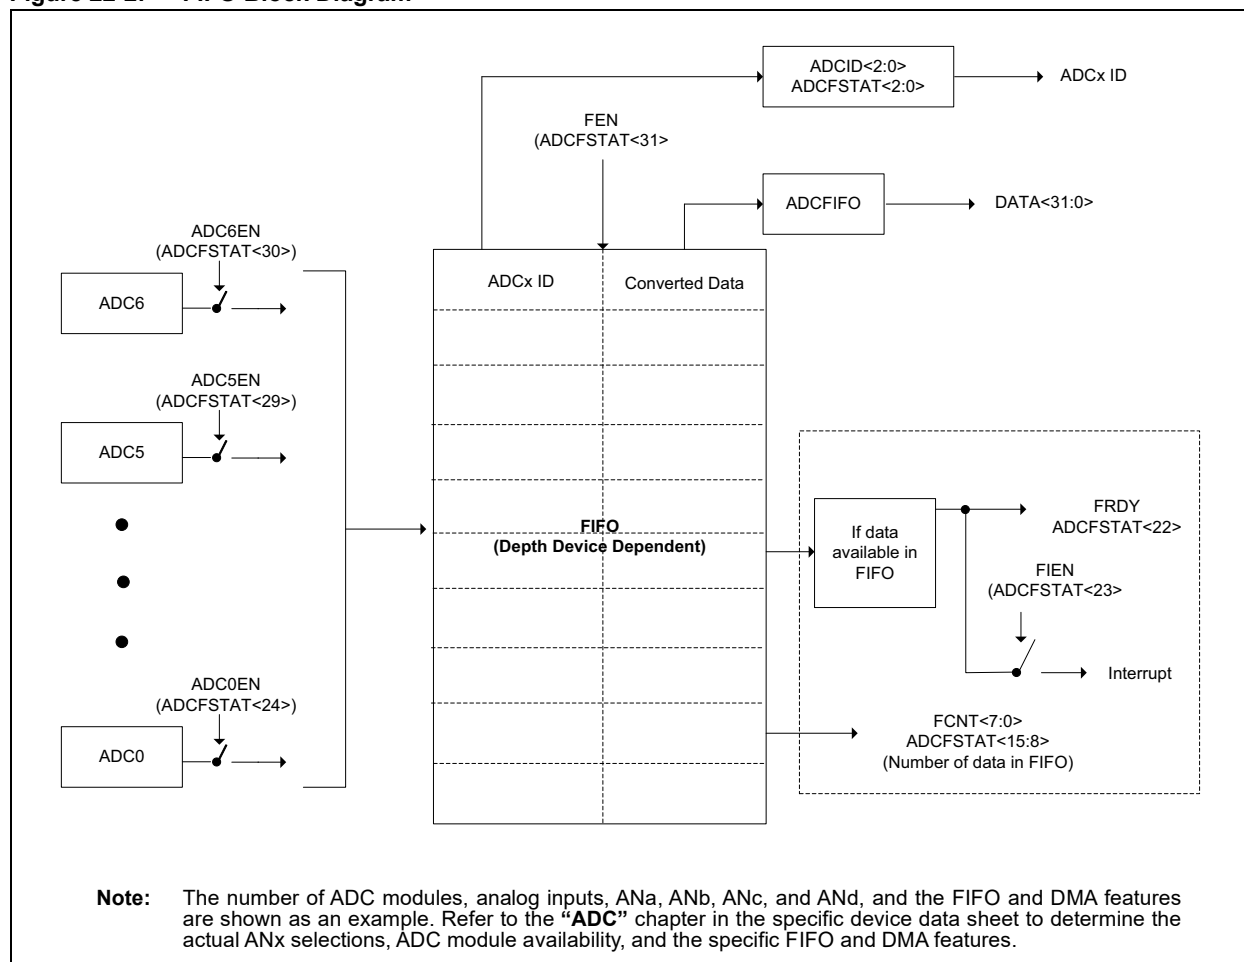 Figure 22-2: FIFO Block Diagram
ADCID<2:0>
ADCFSTAT<2:0>
ADCx ID
FEN
(ADCFSTAT<31>
ADCFIFO
DATA<31:0>
ADC6EN
(ADCFSTAT<30>)
ADC6
ADCx ID
Converted Data
ADC5EN
(ADCFSTAT<29>)
ADC5
FIFO
(Depth Device Dependent)
If data
available in
FIFO
FRDY
ADCFSTAT<22>
FIEN
(ADCFSTAT<23>
Interrupt
ADC0EN
(ADCFSTAT<24>)
ADC0
FCNT<7:0>
ADCFSTAT<15:8>
(Number of data in FIFO)
Note: The number of ADC modules, analog inputs, ANa, ANb, ANc, and ANd, and the FIFO and DMA features
are shown as an example. Refer to the “ADC” chapter in the specific device data sheet to determine the
actual ANx selections, ADC module availability, and the specific FIFO and DMA features.